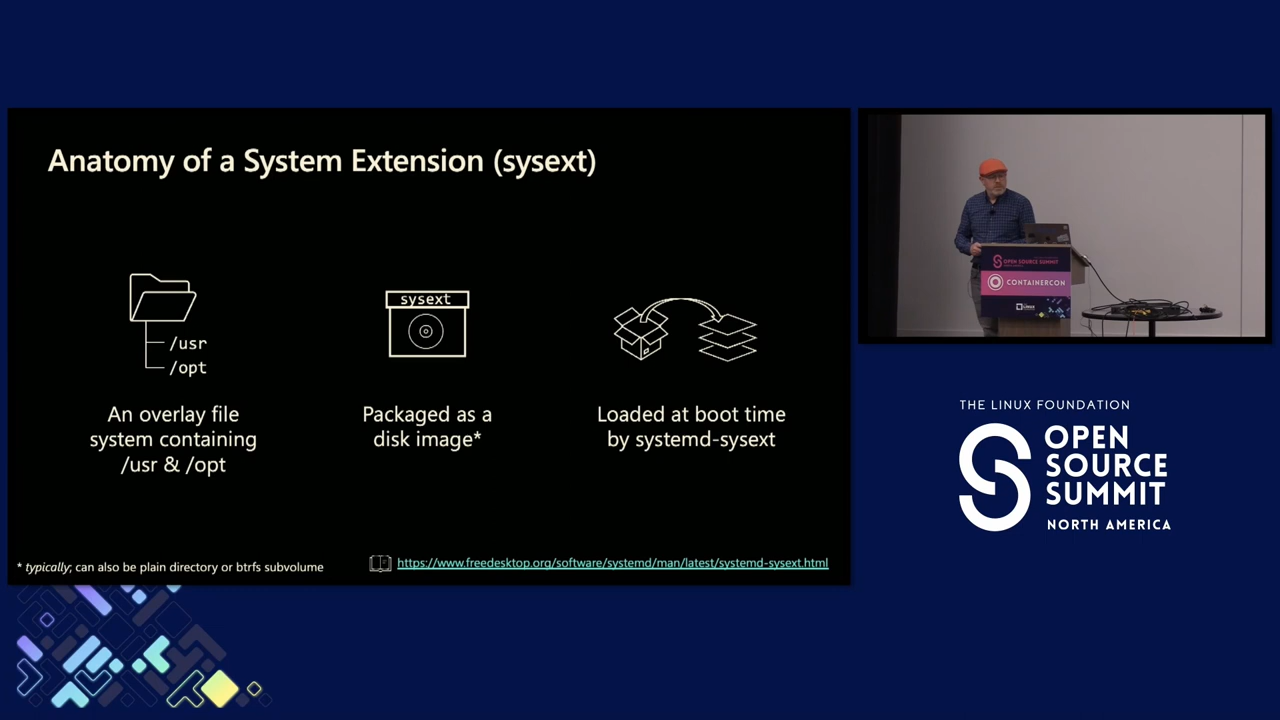 Anatomy of a System Extension (sysext)
/usr
/opt
sysext
An overlay file
system containing
/usr & /opt
Packaged as a
disk image*
Loaded at boot time
by systemd-sysext
* typically; can also be plain directory or btrfs subvolume
https://www.freedesktop.org/software/systemd/man/latest/systemd-sysext.html
OPEN SOURCE SUMMIT
CONTAINERCON
THE LINUX FOUNDATION
OPEN
SOURCE
SUMMIT
NORTH AMERICA